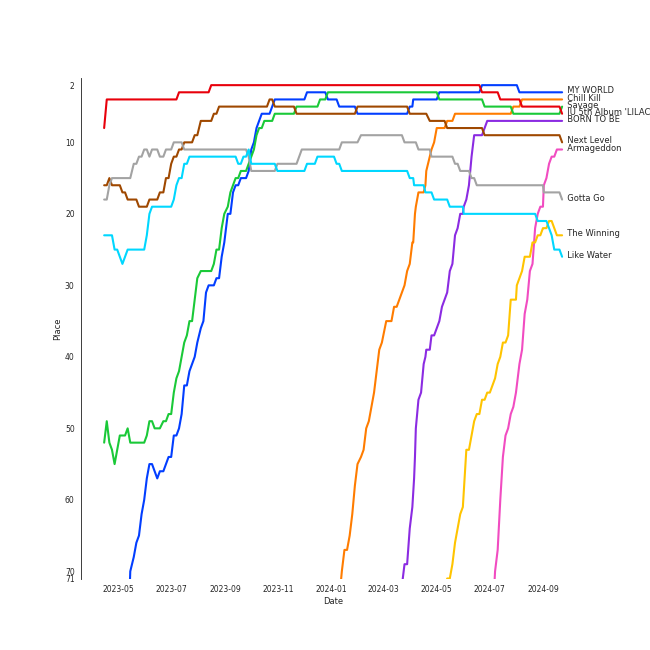 2
10
20
30
40
50
60
70
71
Place
2023-05
2023-07
2023-09
2023-11
2024-01
2024-03
2024-05
2024-07
2024-09
Date
MY WORLD
Chill Kill
Savage
IU 5th Album 'LILAC'
BORN TO BE
Next Level
Armageddon
Gotta Go
The Winning
Like Water